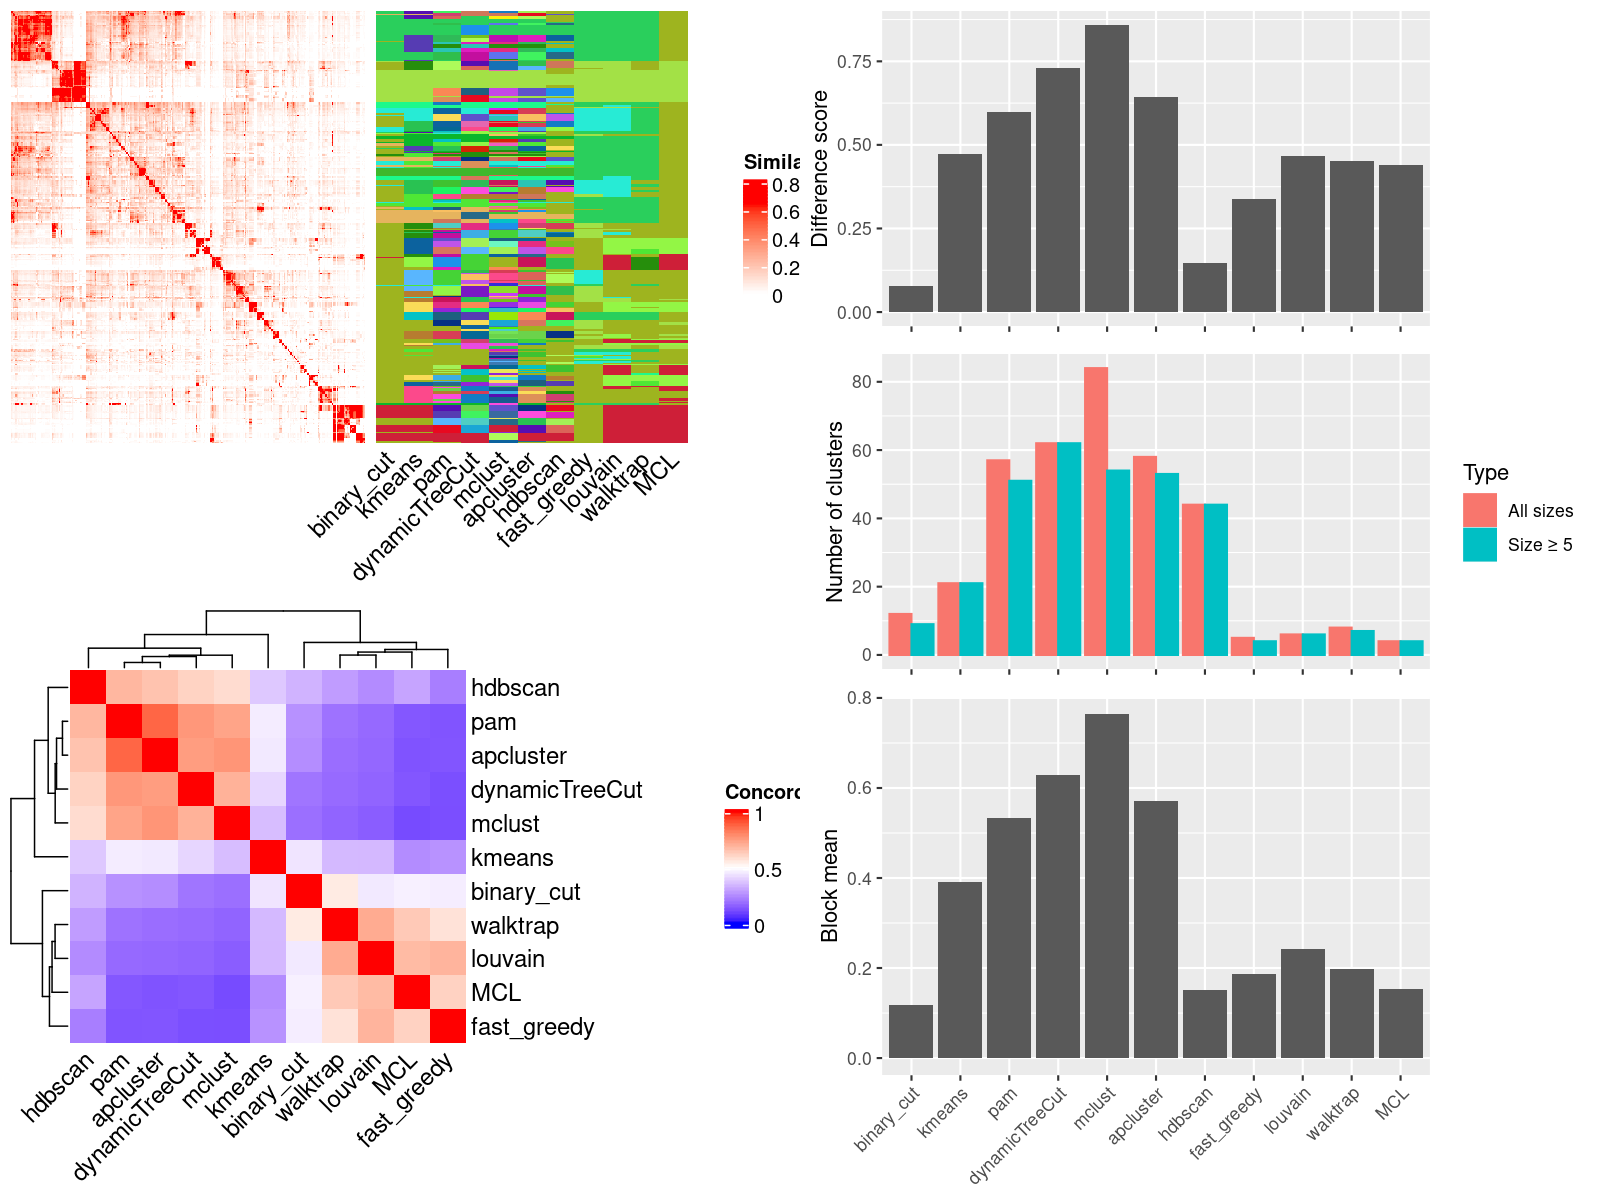 Simila
0.8
0.6
0.4
0.2
0
binary_cut
kmeans
pam
dynamicTreeCut
mclust
apcluster
hdbscan
fast_greedy
louvain
walktrap
MCL
hdbscan
pam
apcluster
dynamicTreeCut
mclust
kmeans
binary_cut
walktrap
louvain
MCL
fast_greedy
hdbscan
pam
apcluster
dynamicTreeCut
mclust
kmeans
binary_cut
walktrap
louvain
MCL
fast_greedy
Concord
1
0.5
0
Difference score
0.75
0.50
0.25
0.00
Number of clusters
80
60
40
20
0
Type
All sizes
Size ≥ 5
Block mean
0.8
0.6
0.4
0.2
0.0
binary_cut
kmeans
pam
dynamicTreeCut
mclust
apcluster
hdbscan
fast_greedy
louvain
walktrap
MCL